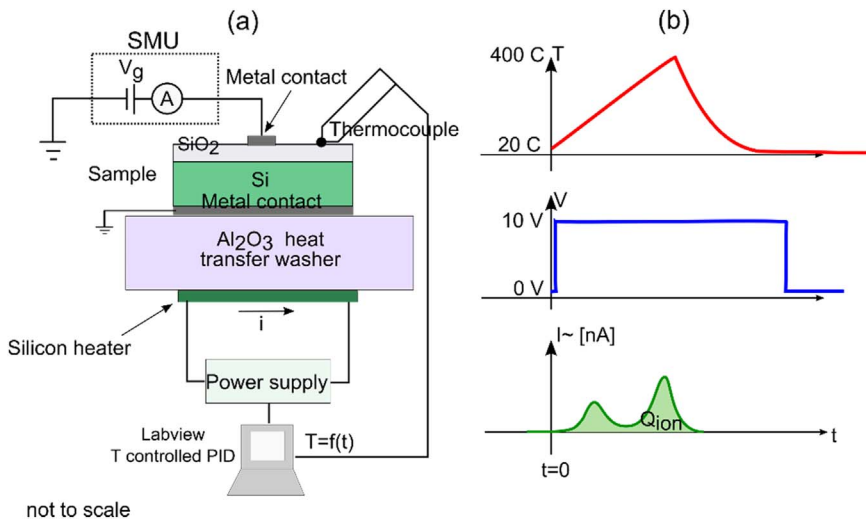 (a)
SMU
Vg
A
Metal contact
Thermocouple
SiO2
Sample
Si
Metal contact
Al2O3 heat
transfer washer
i
Silicon heater
Power supply
Labview
T controlled PID
T=f(t)
not to scale
(b)
400 C T
20 C
V
10 V
0 V
I~ [nA]
Qion
t
t=0